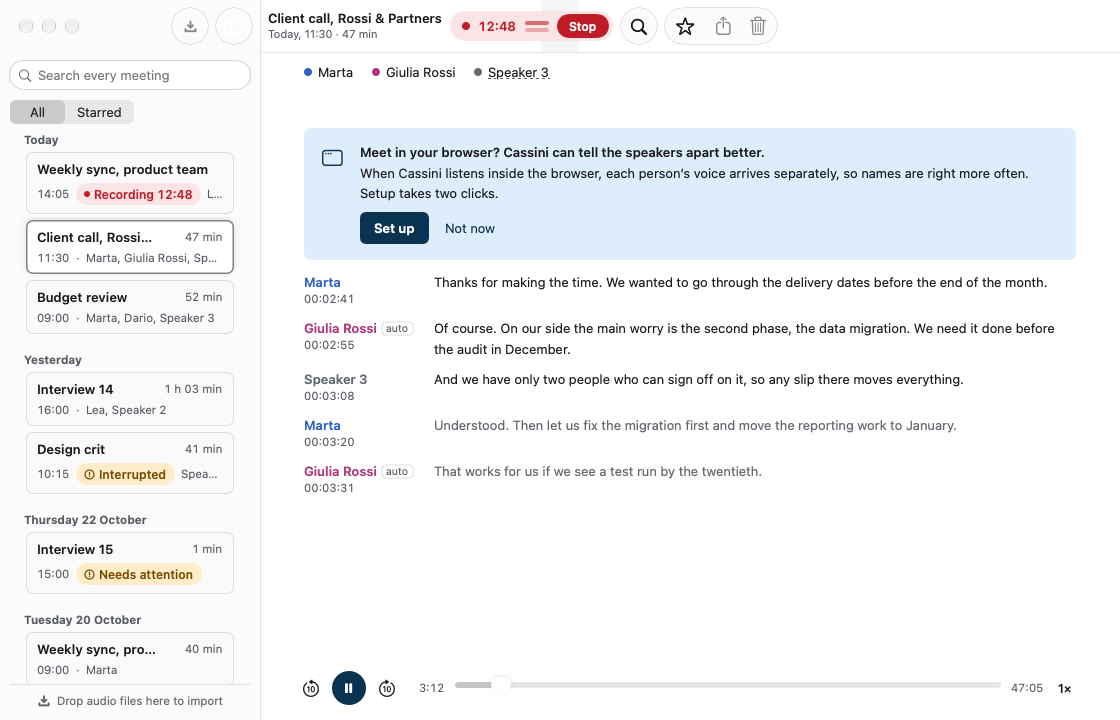 Search every meeting
All
Starred
Today
Weekly sync, product team
14:05 Recording 12:48 L...
Client call, Rossi... 47 min
11:30 · Marta, Giulia Rossi, Sp...
Budget review 52 min
09:00 · Marta, Dario, Speaker 3
Yesterday
Interview 14 1 h 03 min
16:00 · Lea, Speaker 2
Design crit 41 min
10:15 Interrupted Spea...
Thursday 22 October
Interview 15 1 min
15:00 Needs attention
Tuesday 20 October
Weekly sync, pro... 40 min
09:00 · Marta
Drop audio files here to import
Client call, Rossi & Partners
Today, 11:30 · 47 min
12:48
Stop
Marta Giulia Rossi Speaker 3
Meet in your browser? Cassini can tell the speakers apart better.
When Cassini listens inside the browser, each person's voice arrives separately, so names are right more often.
Setup takes two clicks.
Set up
Not now
Marta
00:02:41
Thanks for making the time. We wanted to go through the delivery dates before the end of the month.
Giulia Rossi auto
00:02:55
Of course. On our side the main worry is the second phase, the data migration. We need it done before
the audit in December.
Speaker 3
00:03:08
And we have only two people who can sign off on it, so any slip there moves everything.
Marta
00:03:20
Understood. Then let us fix the migration first and move the reporting work to January.
Giulia Rossi auto
00:03:31
That works for us if we see a test run by the twentieth.
10
10
3:12
47:05
1×